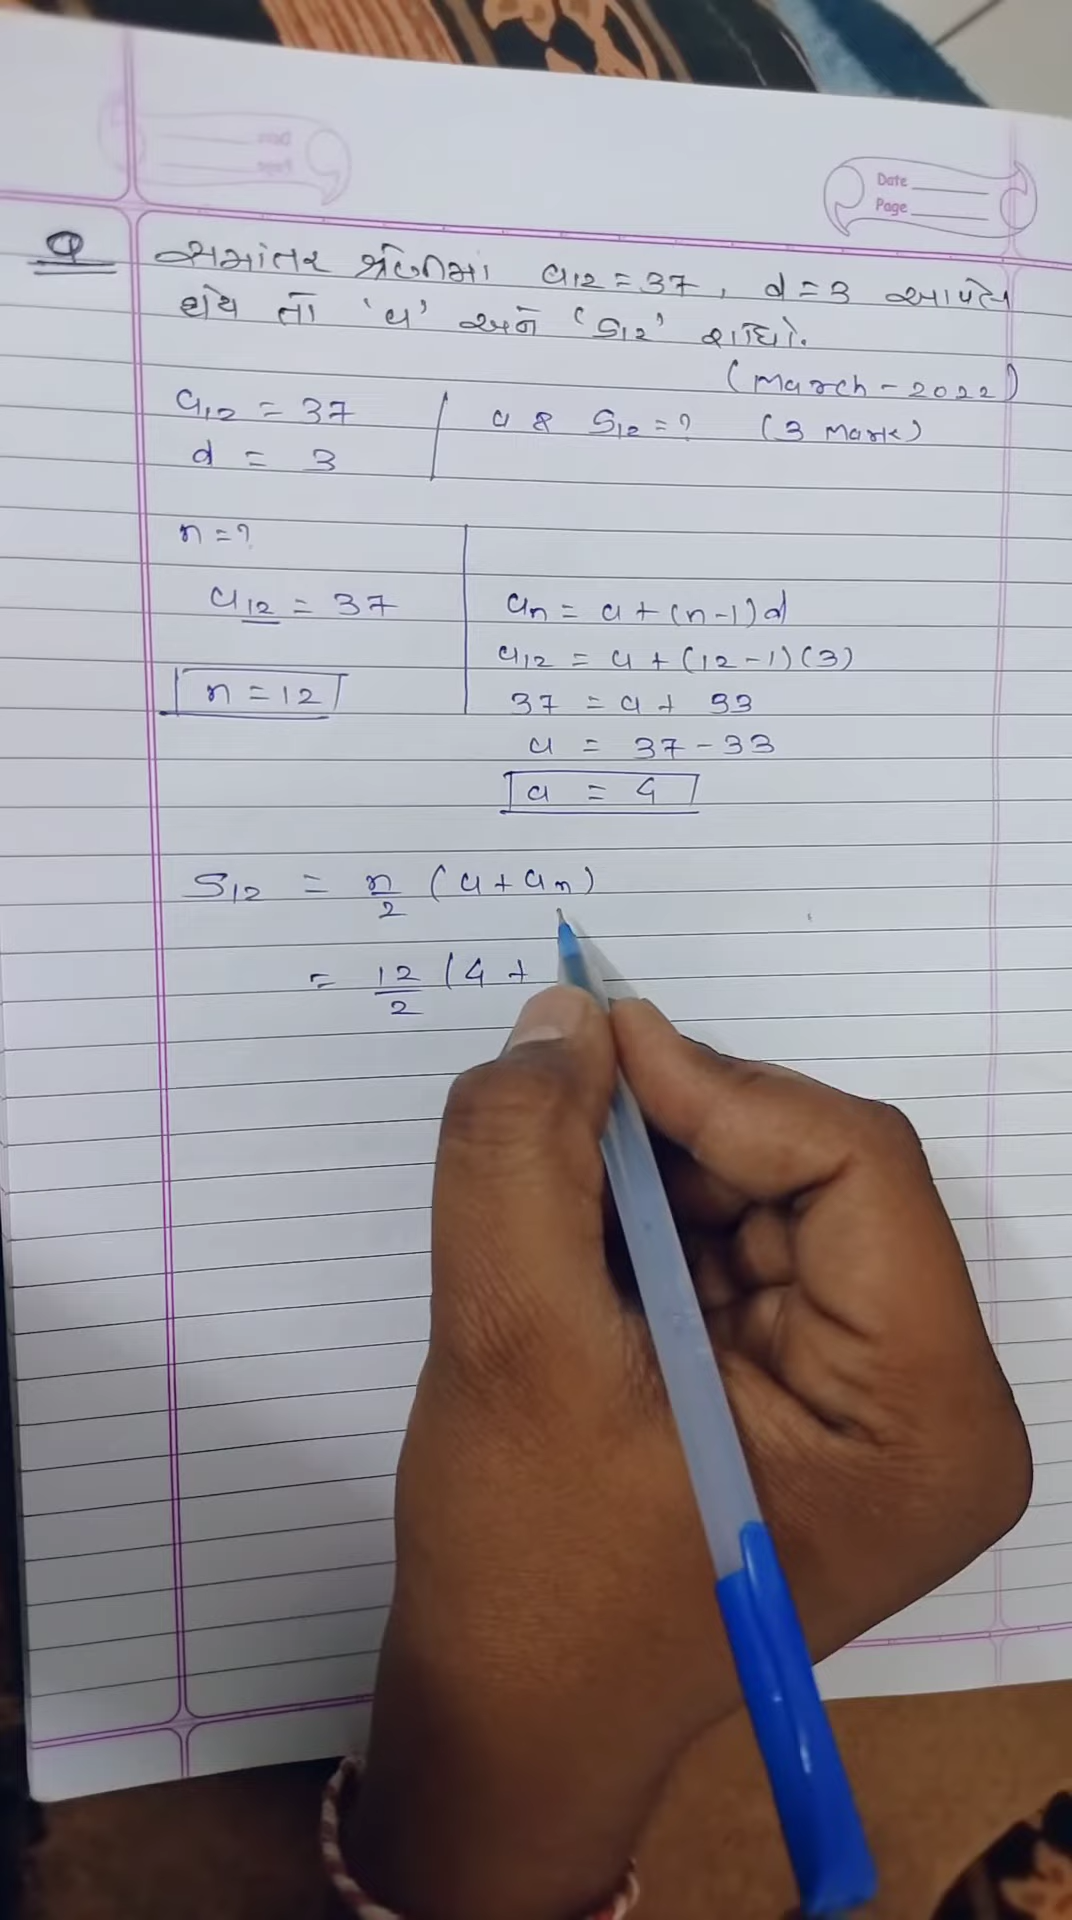 Date
Page
Q સમાંતર શ્રેણીમાં a12 = 37, d = 3 આપેલ
હોય તો 'a' અને 'S12' શોધો.
(March - 2022)
a12 = 37 a & S12 = ? (3 Mark)
d = 3
n = ?
a12 = 37 an = a + (n-1)d
a12 = a + (12-1)(3)
n = 12 37 = a + 33
a = 37 - 33
a = 4
S12 = n/2 (a + an)
= 12/2 (4 +